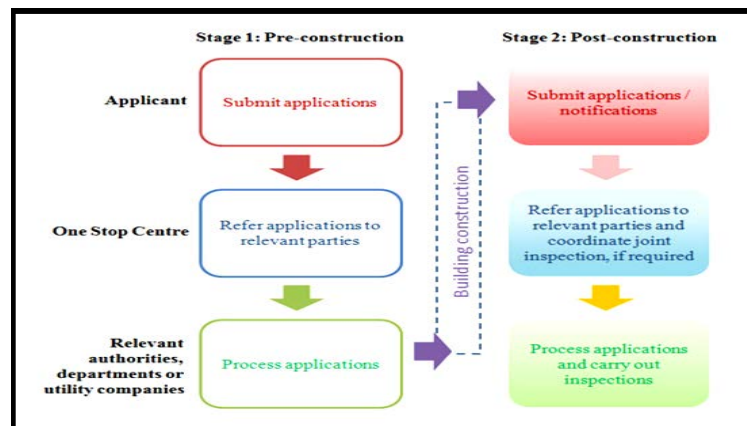 Stage 1: Pre-construction
Stage 2: Post-construction
Applicant
Submit applications
Submit applications /
notifications
One Stop Centre
Refer applications to
relevant parties
Refer applications to
relevant parties and
coordinate joint
inspection, if required
Building construction
Relevant
authorities,
departments or
utility companies
Process applications
Process applications
and carry out
inspections